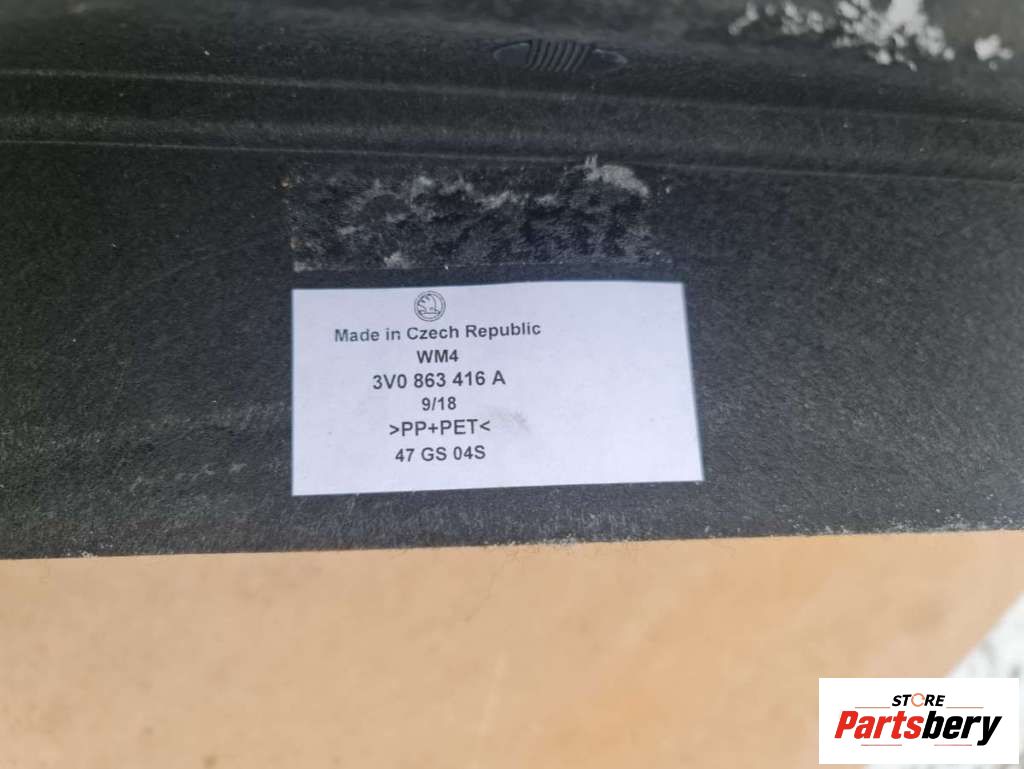 Made in Czech Republic
WM4
3V0 863 416 A
9/18
>PP+PET<
47 GS 04S
STORE
Partsbery